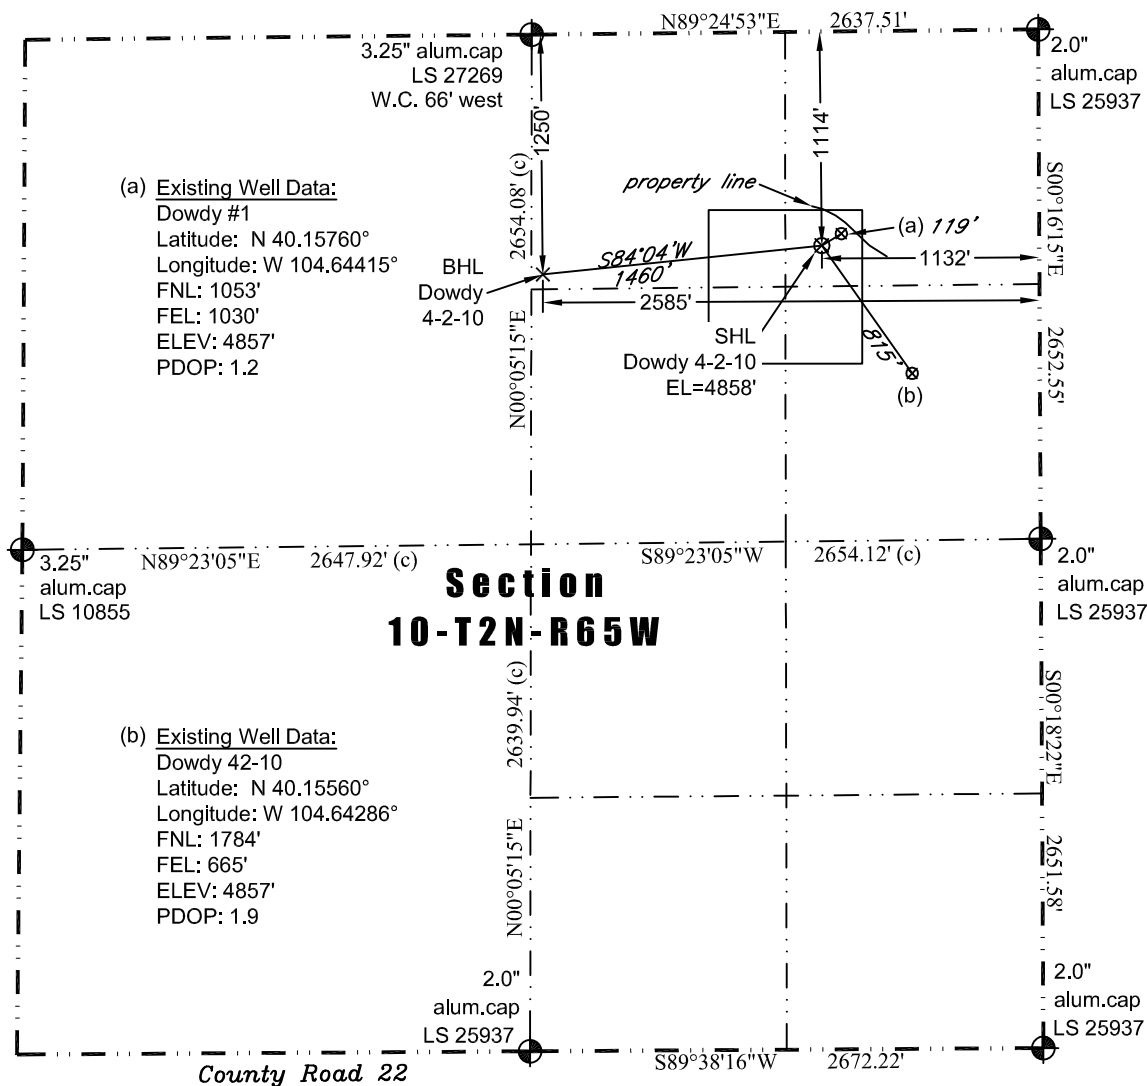 N89°24'53"E 2637.51'
3.25" alum.cap
LS 27269
W.C. 66' west
2.0"
alum.cap
LS 25937
1250'
1114'
2654.08' (c)
S00°16'15"E
property line
(a) Existing Well Data:
Dowdy #1
Latitude: N 40.15760°
Longitude: W 104.64415°
FNL: 1053'
FEL: 1030'
ELEV: 4857'
PDOP: 1.2
(a) 119'
1132'
S84°04'W
1460'
BHL
Dowdy
4-2-10
2585'
SHL
Dowdy 4-2-10
EL=4858'
815'
(b)
N00°05'15"E
2652.55'
3.25"
alum.cap
LS 10855
N89°23'05"E 2647.92' (c)
S89°23'05"W 2654.12' (c)
2.0"
alum.cap
LS 25937
Section
10-T2N-R65W
2639.94' (c)
S00°18'22"E
(b) Existing Well Data:
Dowdy 42-10
Latitude: N 40.15560°
Longitude: W 104.64286°
FNL: 1784'
FEL: 665'
ELEV: 4857'
PDOP: 1.9
N00°05'15"E
2651.58'
2.0"
alum.cap
LS 25937
2.0"
alum.cap
LS 25937
S89°38'16"W 2672.22'
County Road 22